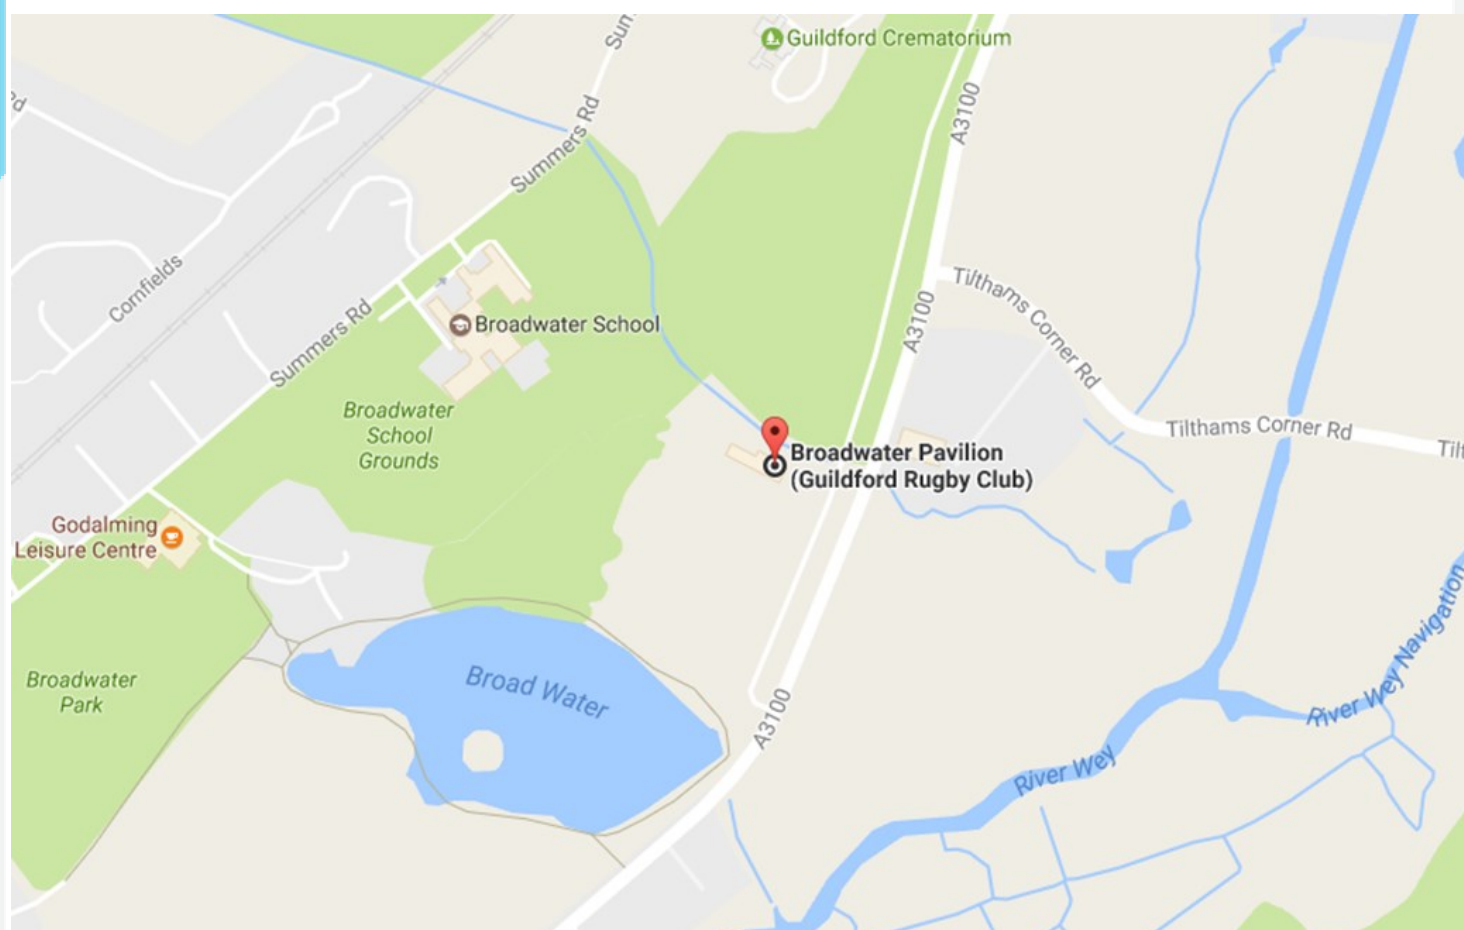 Guildford Crematorium
Sum
Rd
A3100
Summers Rd
Cornfields
Tilthams Corner Rd
A3100
Summers Rd
Broadwater School
Broadwater
School
Grounds
Tilthams Corner Rd
Tilt
Broadwater Pavilion
(Guildford Rugby Club)
Godalming
Leisure Centre
River Wey Navigation
Broadwater
Park
Broad Water
A3100
River Wey